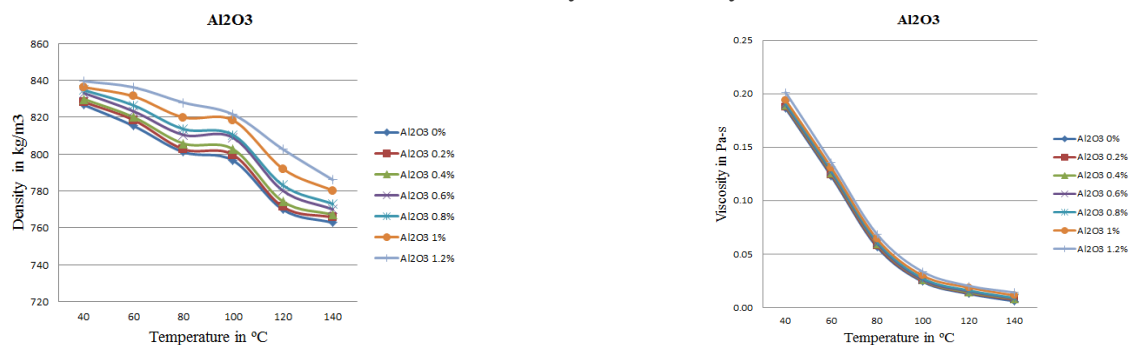 Al2O3
860
840
820
800
780
760
740
720
Density in kg/m3
40 60 80 100 120 140
Temperature in °C
Al2O3 0%
Al2O3 0.2%
Al2O3 0.4%
Al2O3 0.6%
Al2O3 0.8%
Al2O3 1%
Al2O3 1.2%
Al2O3
0.25
0.20
0.15
0.10
0.05
0.00
Viscosity in Pa-s
40 60 80 100 120 140
Temperature in °C
Al2O3 0%
Al2O3 0.2%
Al2O3 0.4%
Al2O3 0.6%
Al2O3 0.8%
Al2O3 1%
Al2O3 1.2%